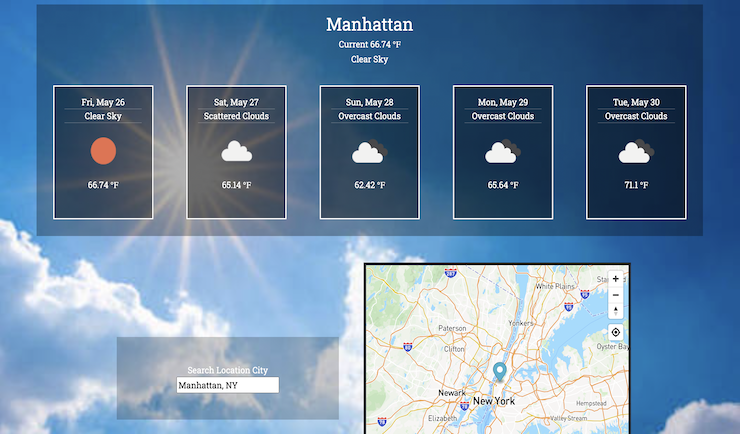 Manhattan
Current 66.74 °F
Clear Sky
Fri, May 26
Clear Sky
66.74 °F
Sat, May 27
Scattered Clouds
65.14 °F
Sun, May 28
Overcast Clouds
62.42 °F
Mon, May 29
Overcast Clouds
65.64 °F
Tue, May 30
Overcast Clouds
71.1 °F
Search Location City
Manhattan, NY
White Plains
Yonkers
Paterson
Clifton
Oyster Bay
Newark
New York
Hempstead
Elizabeth
Valley Stream